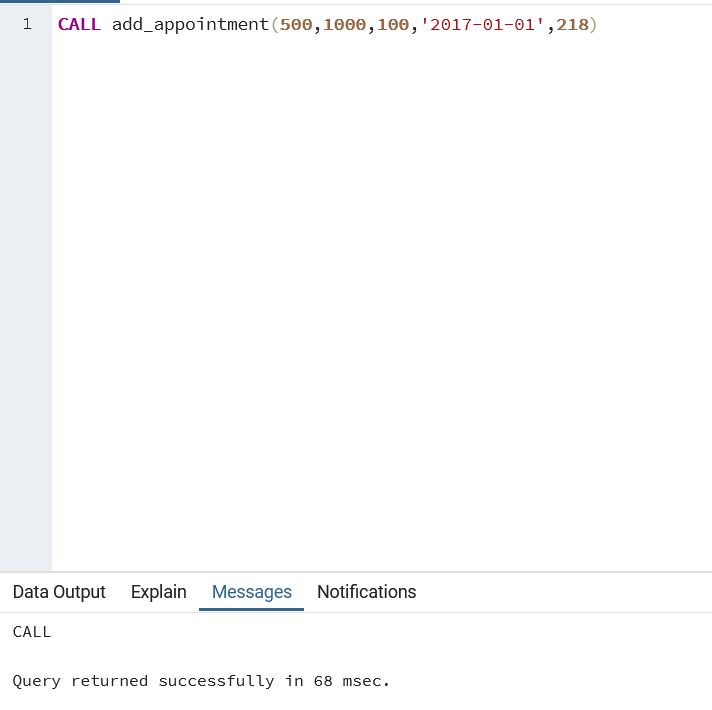 1 CALL add_appointment(500,1000,100,'2017-01-01',218)
Data Output Explain Messages Notifications
CALL
Query returned successfully in 68 msec.